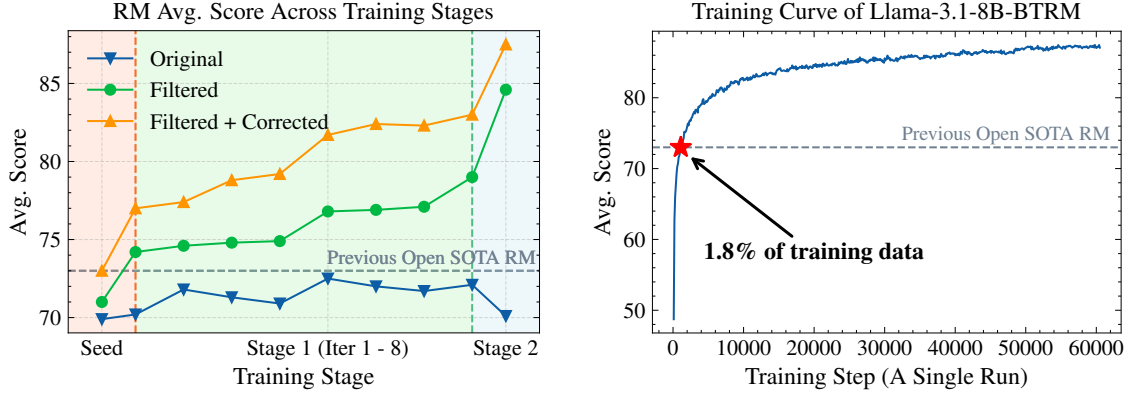 RM Avg. Score Across Training Stages
Original
Filtered
Filtered + Corrected
Previous Open SOTA RM
85
80
75
70
Avg. Score
Seed
Stage 1 (Iter 1 - 8)
Stage 2
Training Stage
Training Curve of Llama-3.1-8B-BTRM
Previous Open SOTA RM
1.8% of training data
80
70
60
50
Avg. Score
0 10000 20000 30000 40000 50000 60000
Training Step (A Single Run)